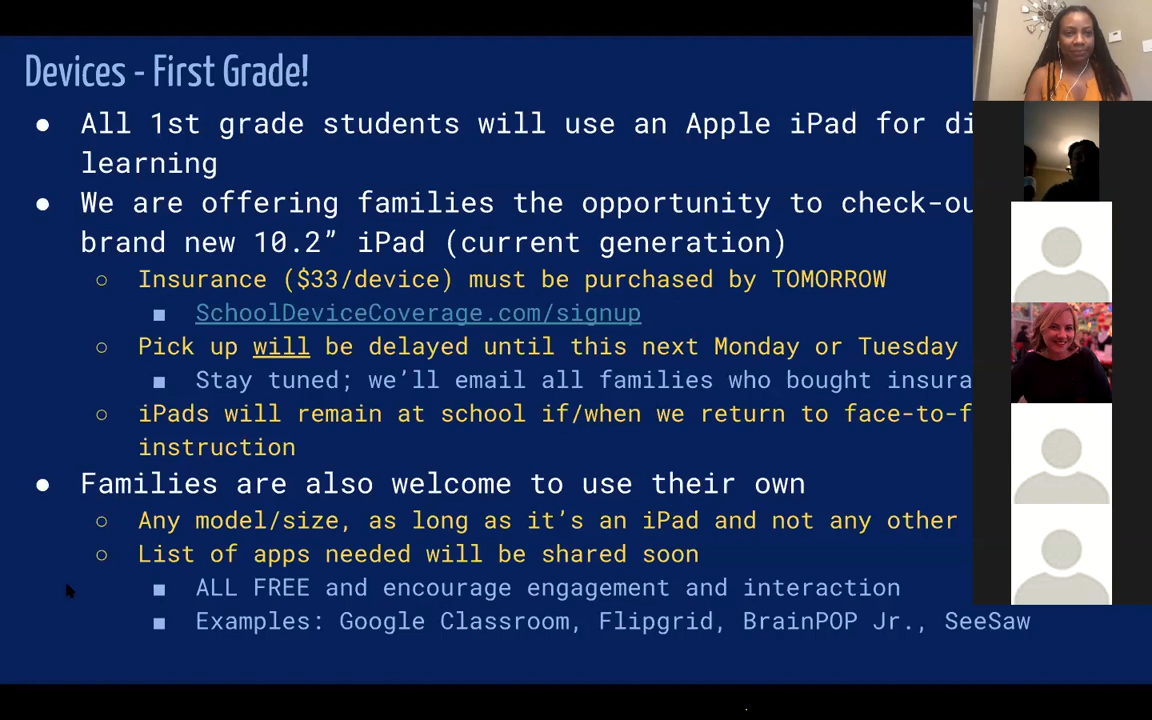 Devices - First Grade!
● All 1st grade students will use an Apple iPad for di
learning
● We are offering families the opportunity to check-ou
brand new 10.2” iPad (current generation)
○ Insurance ($33/device) must be purchased by TOMORROW
■ SchoolDeviceCoverage.com/signup
○ Pick up will be delayed until this next Monday or Tuesday
■ Stay tuned; we’ll email all families who bought insura
○ iPads will remain at school if/when we return to face-to-f
instruction
● Families are also welcome to use their own
○ Any model/size, as long as it’s an iPad and not any other
○ List of apps needed will be shared soon
■ ALL FREE and encourage engagement and interaction
■ Examples: Google Classroom, Flipgrid, BrainPOP Jr., SeeSaw